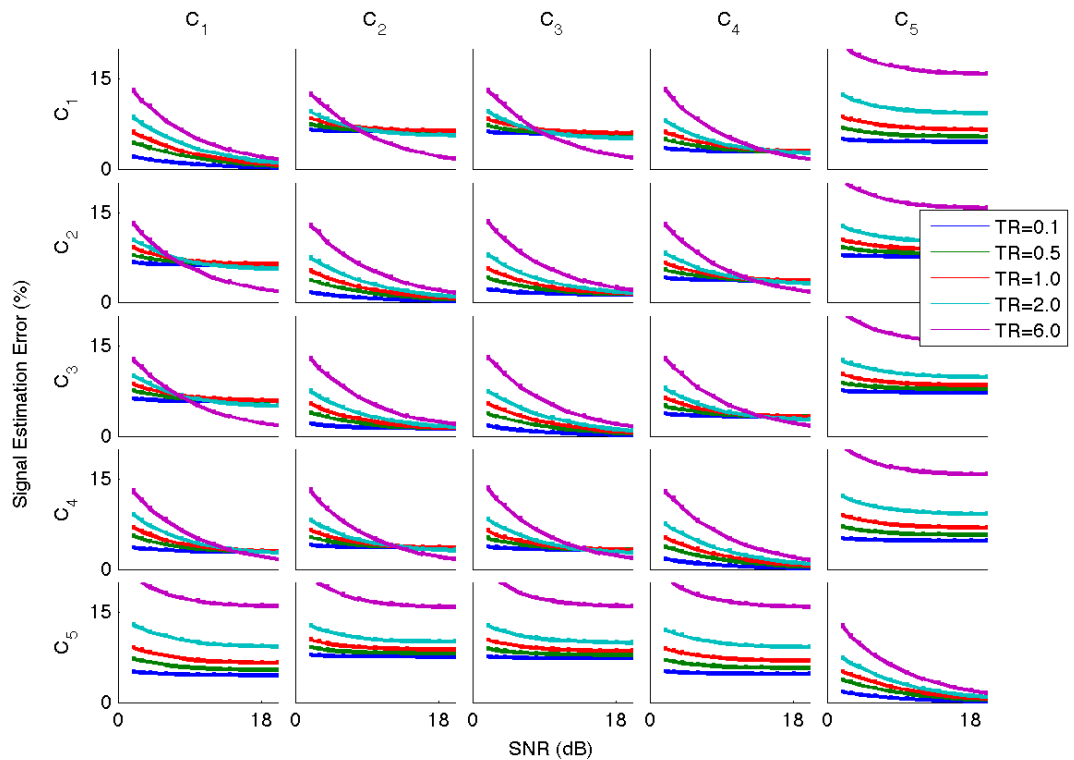 C1 C2 C3 C4 C5
C1
15
0
C2
15
0
C3
15
0
C4
15
0
C5
15
0
Signal Estimation Error (%)
TR=0.1
TR=0.5
TR=1.0
TR=2.0
TR=6.0
0 18 0 18 0 18 0 18 0 18
SNR (dB)